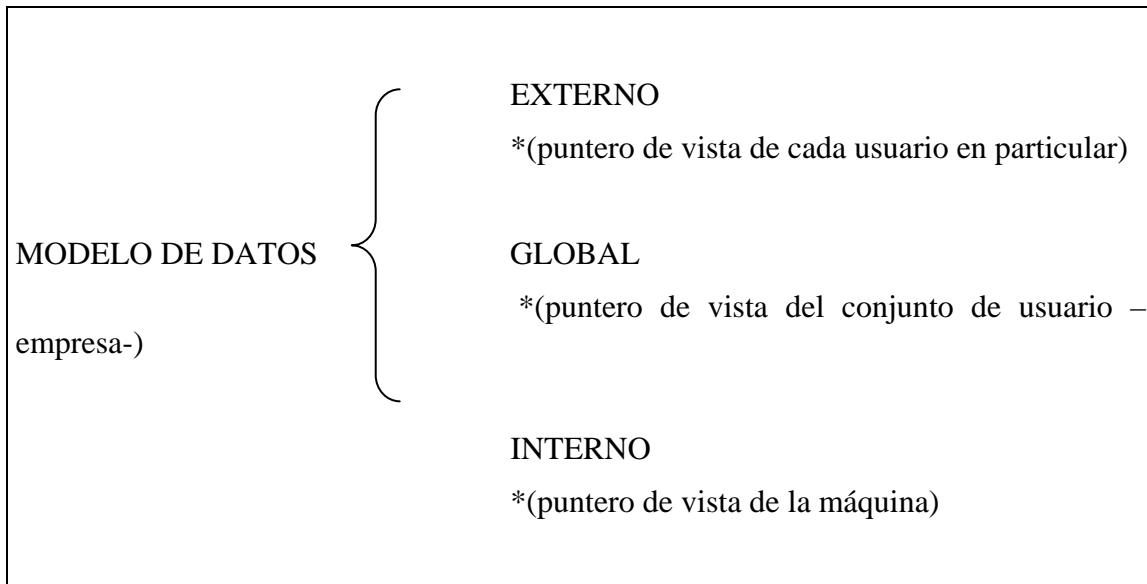 EXTERNO
*(puntero de vista de cada usuario en particular)
MODELO DE DATOS GLOBAL
*(puntero de vista del conjunto de usuario –
empresa-)
INTERNO
*(puntero de vista de la máquina)